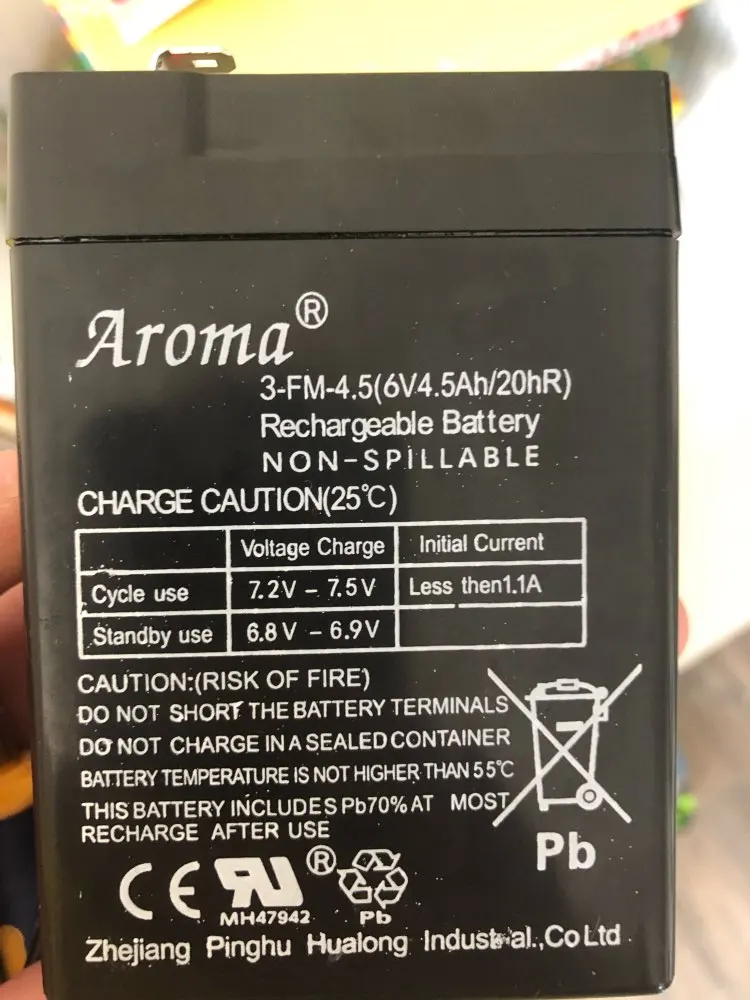 Aroma®
3-FM-4.5(6V4.5Ah/20hR)
Rechargeable Battery
NON-SPILLABLE
CHARGE CAUTION(25℃)
Voltage Charge Initial Current
Cycle use 7.2V - 7.5V Less then1.1A
Standby use 6.8V - 6.9V
CAUTION:(RISK OF FIRE)
DO NOT SHORT THE BATTERY TERMINALS
DO NOT CHARGE IN A SEALED CONTAINER
BATTERY TEMPERATURE IS NOT HIGHER THAN 55℃
THIS BATTERY INCLUDES Pb70% AT MOST
RECHARGE AFTER USE
Pb
CE RU®
MH47942 Pb
Zhejiang Pinghu Hualong Industrial.,Co Ltd